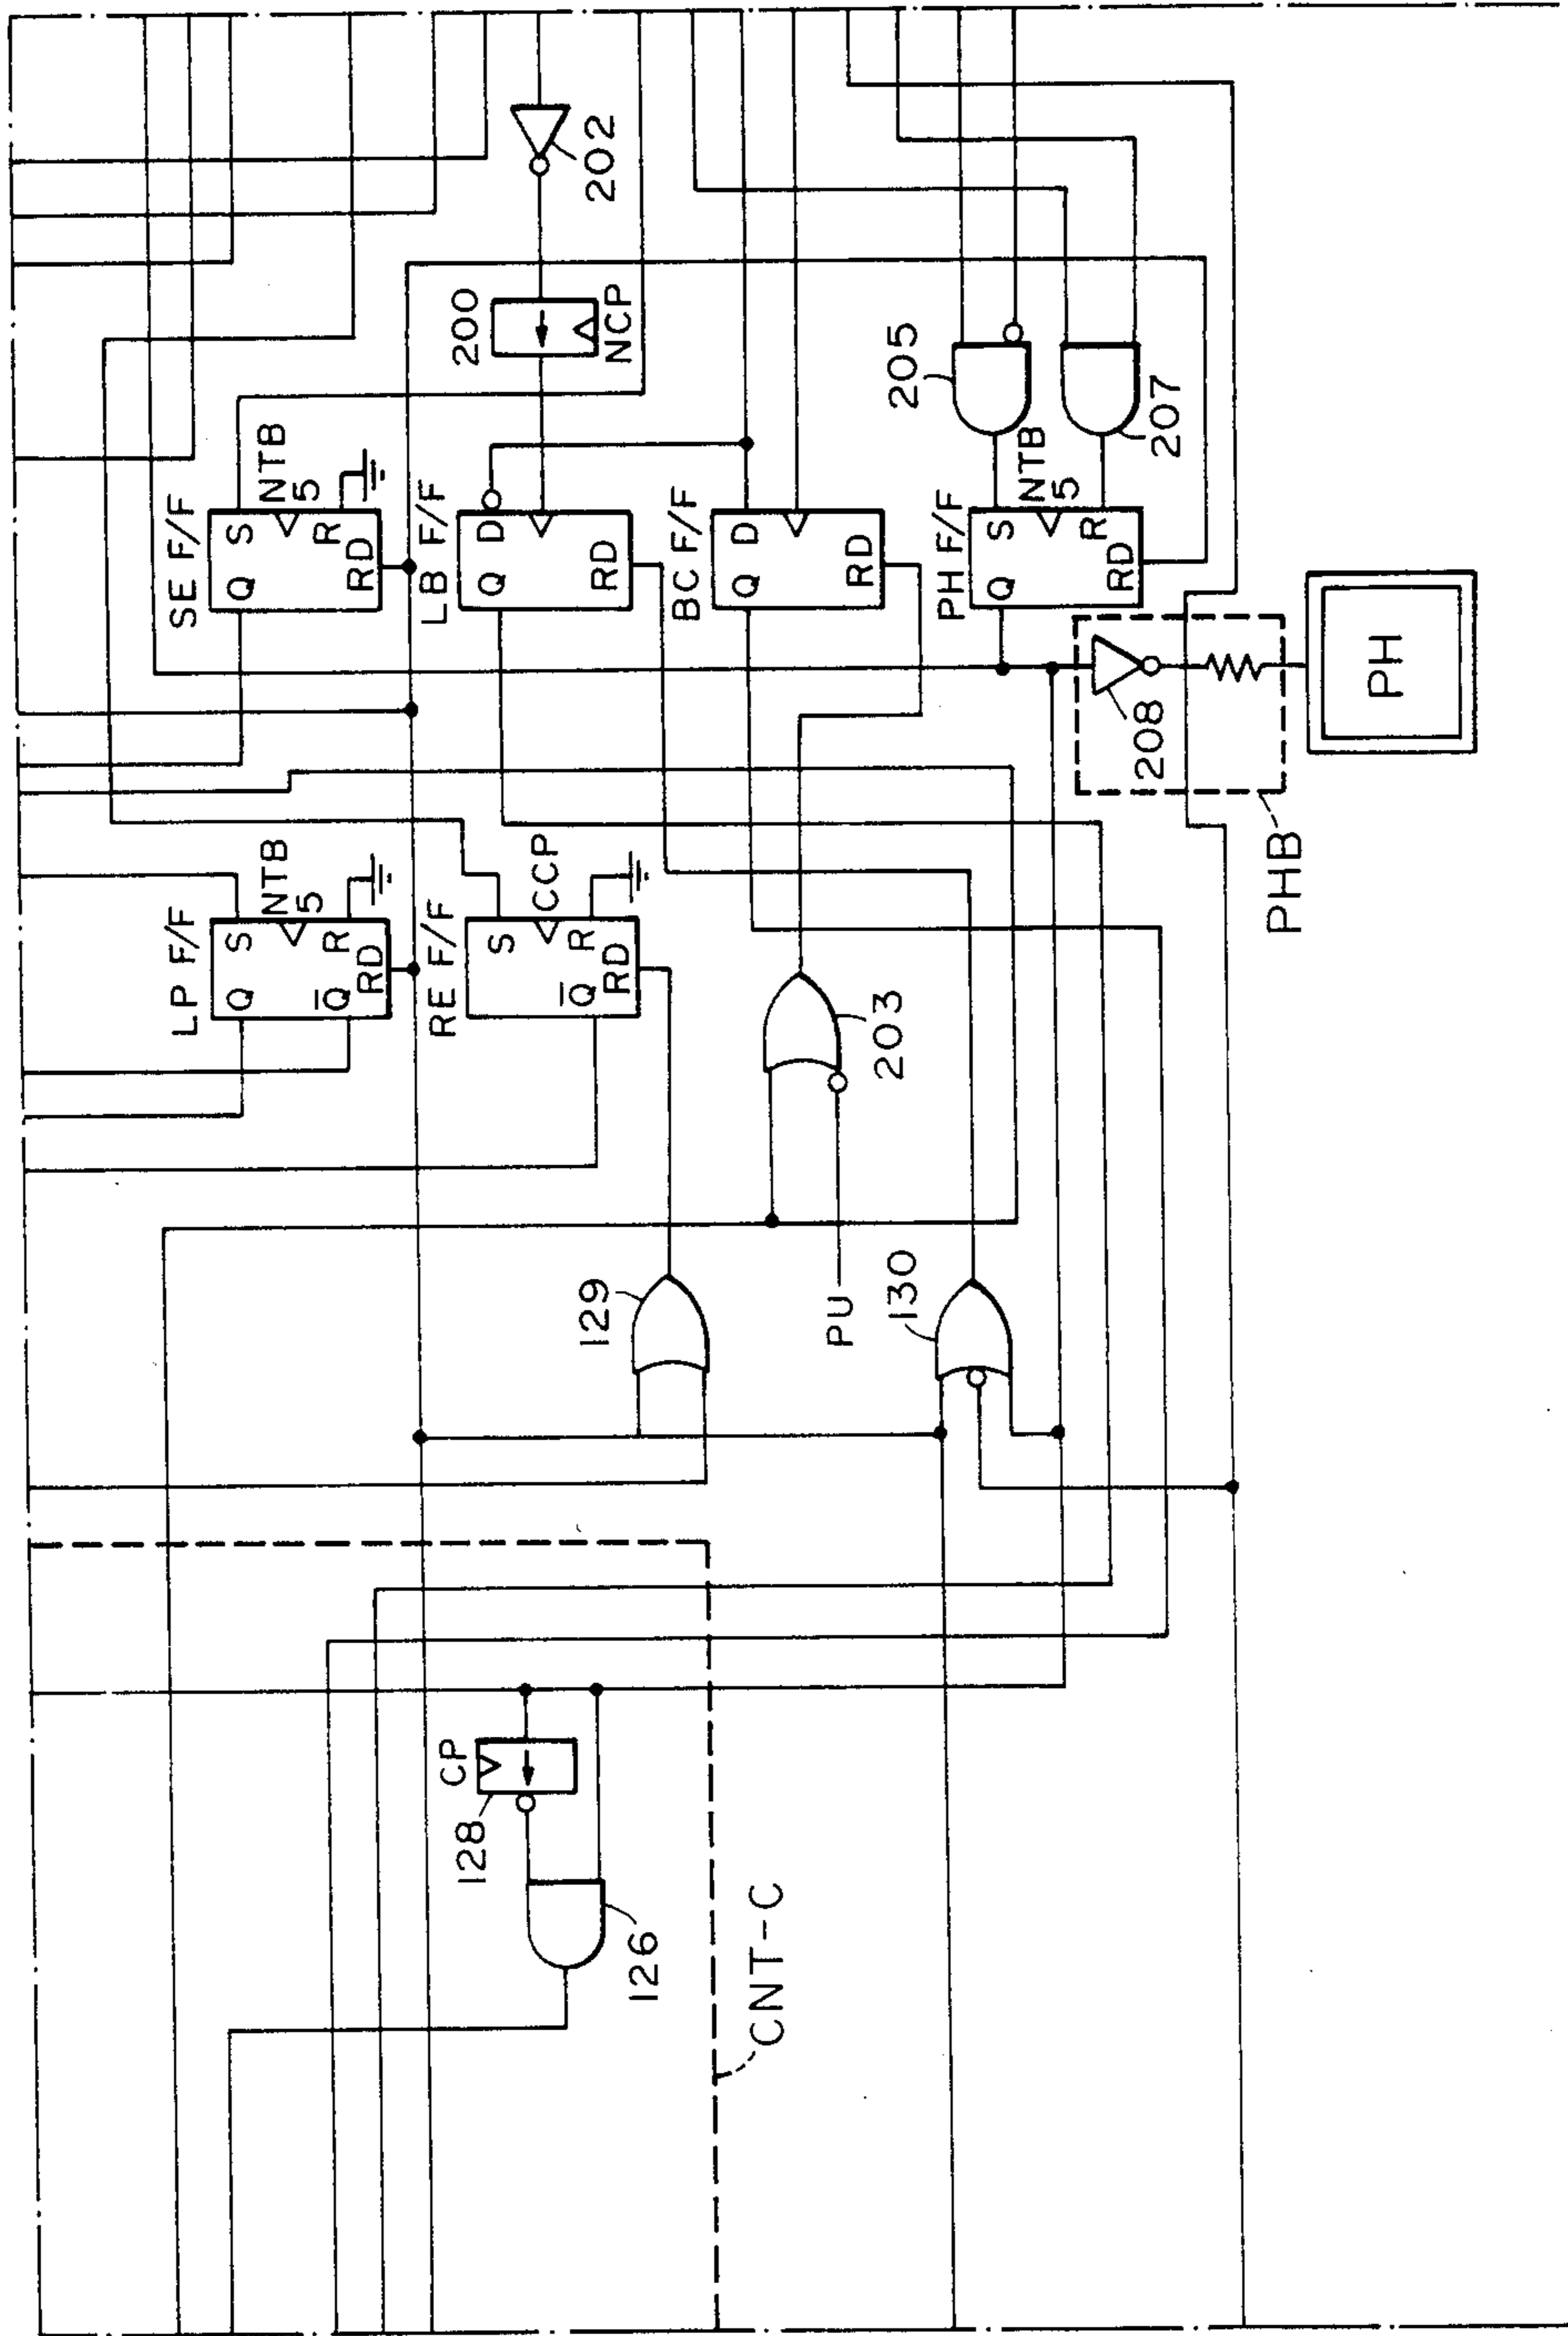 202
200
NCP
205
207
SE F/F
S
NTB
5
Q
R
RD
LB F/F
D
Q
RD
BC F/F
D
Q
RD
PH F/F
S
NTB
5
Q
R
RD
208
PHB
PH
LP F/F
S
NTB
5
Q
R
Q̅
RD
RE F/F
S
CCP
R
Q̅
RD
203
PU
129
130
CP
128
126
CNT-C